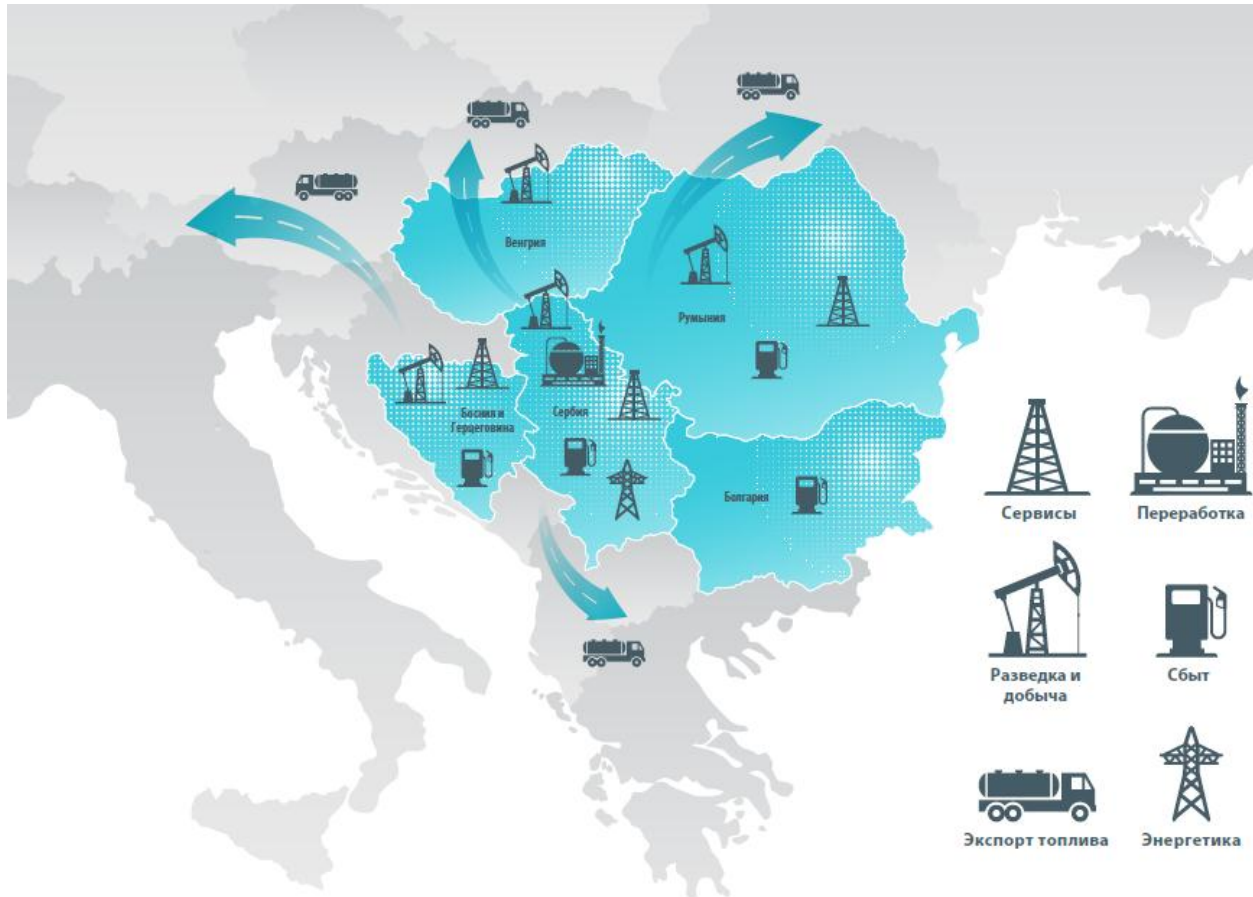 Венгрия
Румыния
Босния и
Герцеговина
Сербия
Болгария
Сервисы
Переработка
Разведка и
добыча
Сбыт
Экспорт топлива
Энергетика